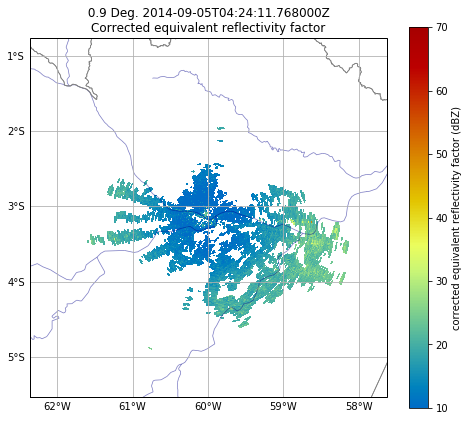 0.9 Deg. 2014-09-05T04:24:11.768000Z
Corrected equivalent reflectivity factor
1°S
2°S
3°S
4°S
5°S
62°W 61°W 60°W 59°W 58°W
70
60
50
40
30
20
10
corrected equivalent reflectivity factor (dBZ)